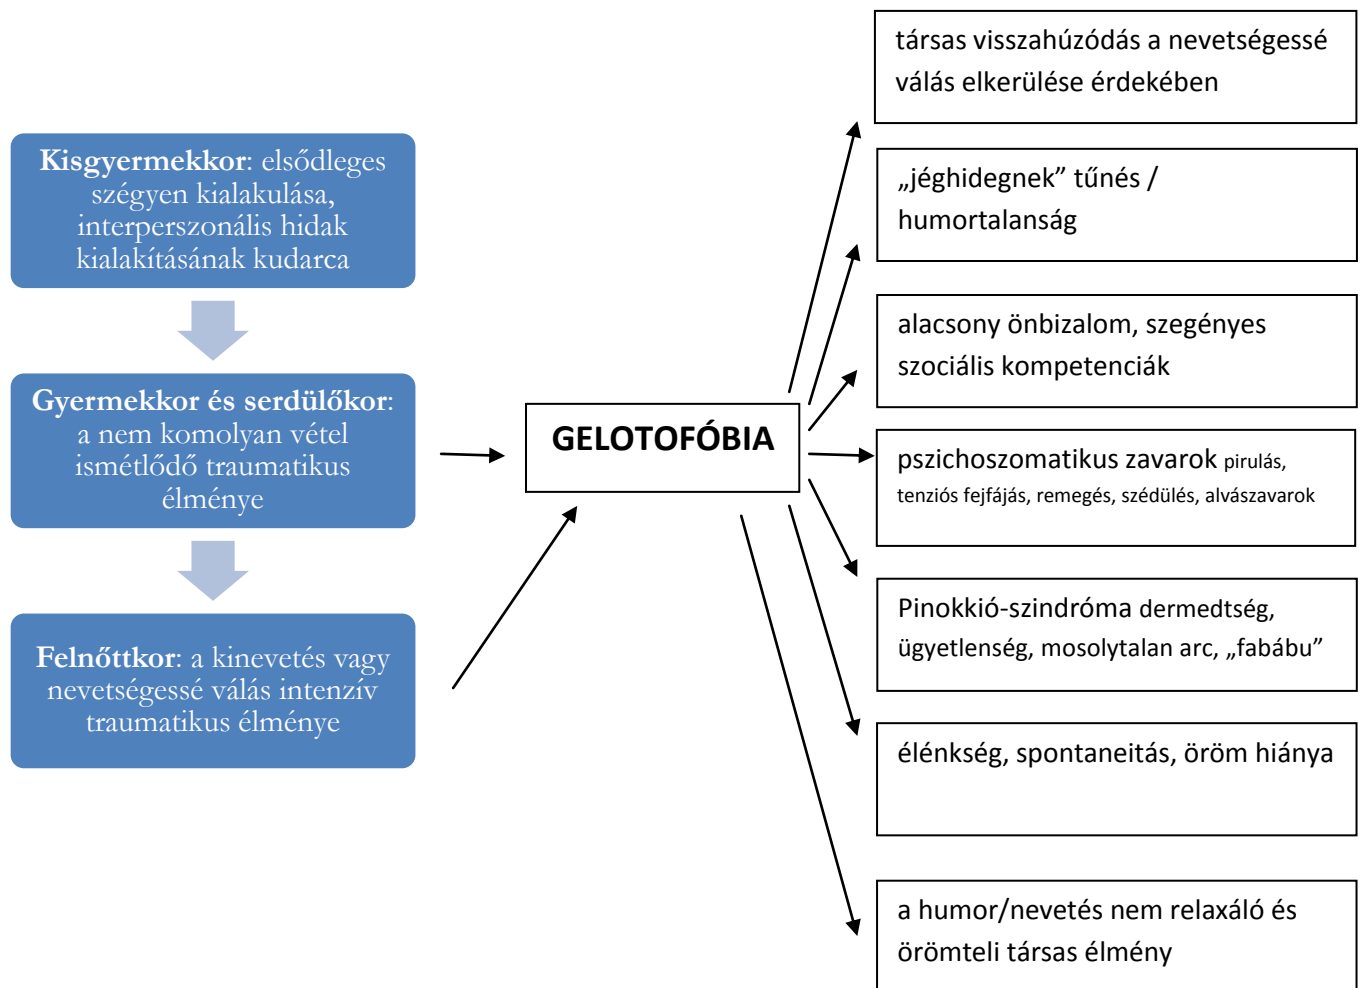 Kisgyermekkor: elsődleges
szégyen kialakulása,
interperszonális hidak
kialakításának kudarca
Gyermekkor és serdülőkor:
a nem komolyan vétel
ismétlődő traumatikus
élménye
Felnőttkor: a kinevetés vagy
nevetségessé válás intenzív
traumatikus élménye
GELOTOFÓBIA
társas visszahúzódás a nevetségessé
válás elkerülése érdekében
„jéghidegnek” tűnés /
humortalanság
alacsony önbizalom, szegényes
szociális kompetenciák
pszichoszomatikus zavarok pirulás,
tenziós fejfájás, remegés, szédülés, alvászavarok
Pinokkió-szindróma dermedtség,
ügyetlenség, mosolytalan arc, „fabábu”
élénkség, spontaneitás, öröm hiánya
a humor/nevetés nem relaxáló és
örömteli társas élmény